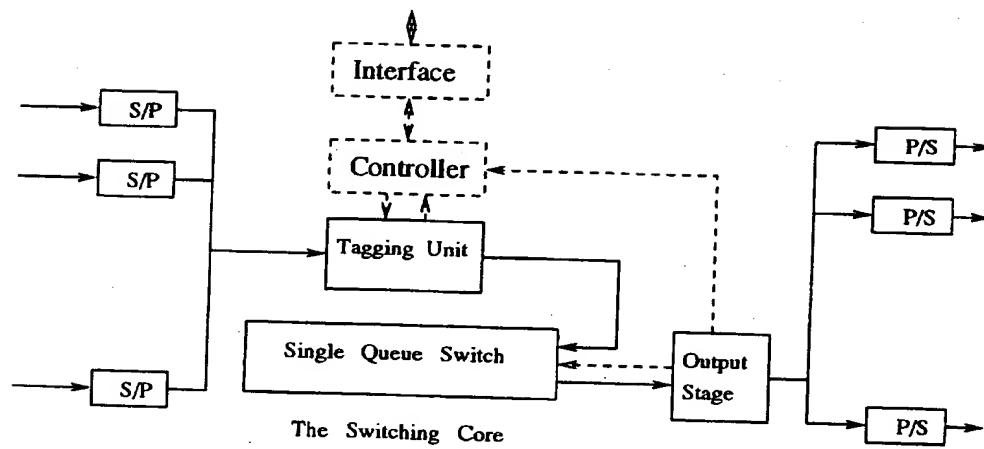 Interface
S/P
S/P
Controller
P/S
P/S
Tagging Unit
Single Queue Switch
Output
Stage
S/P
P/S
The Switching Core